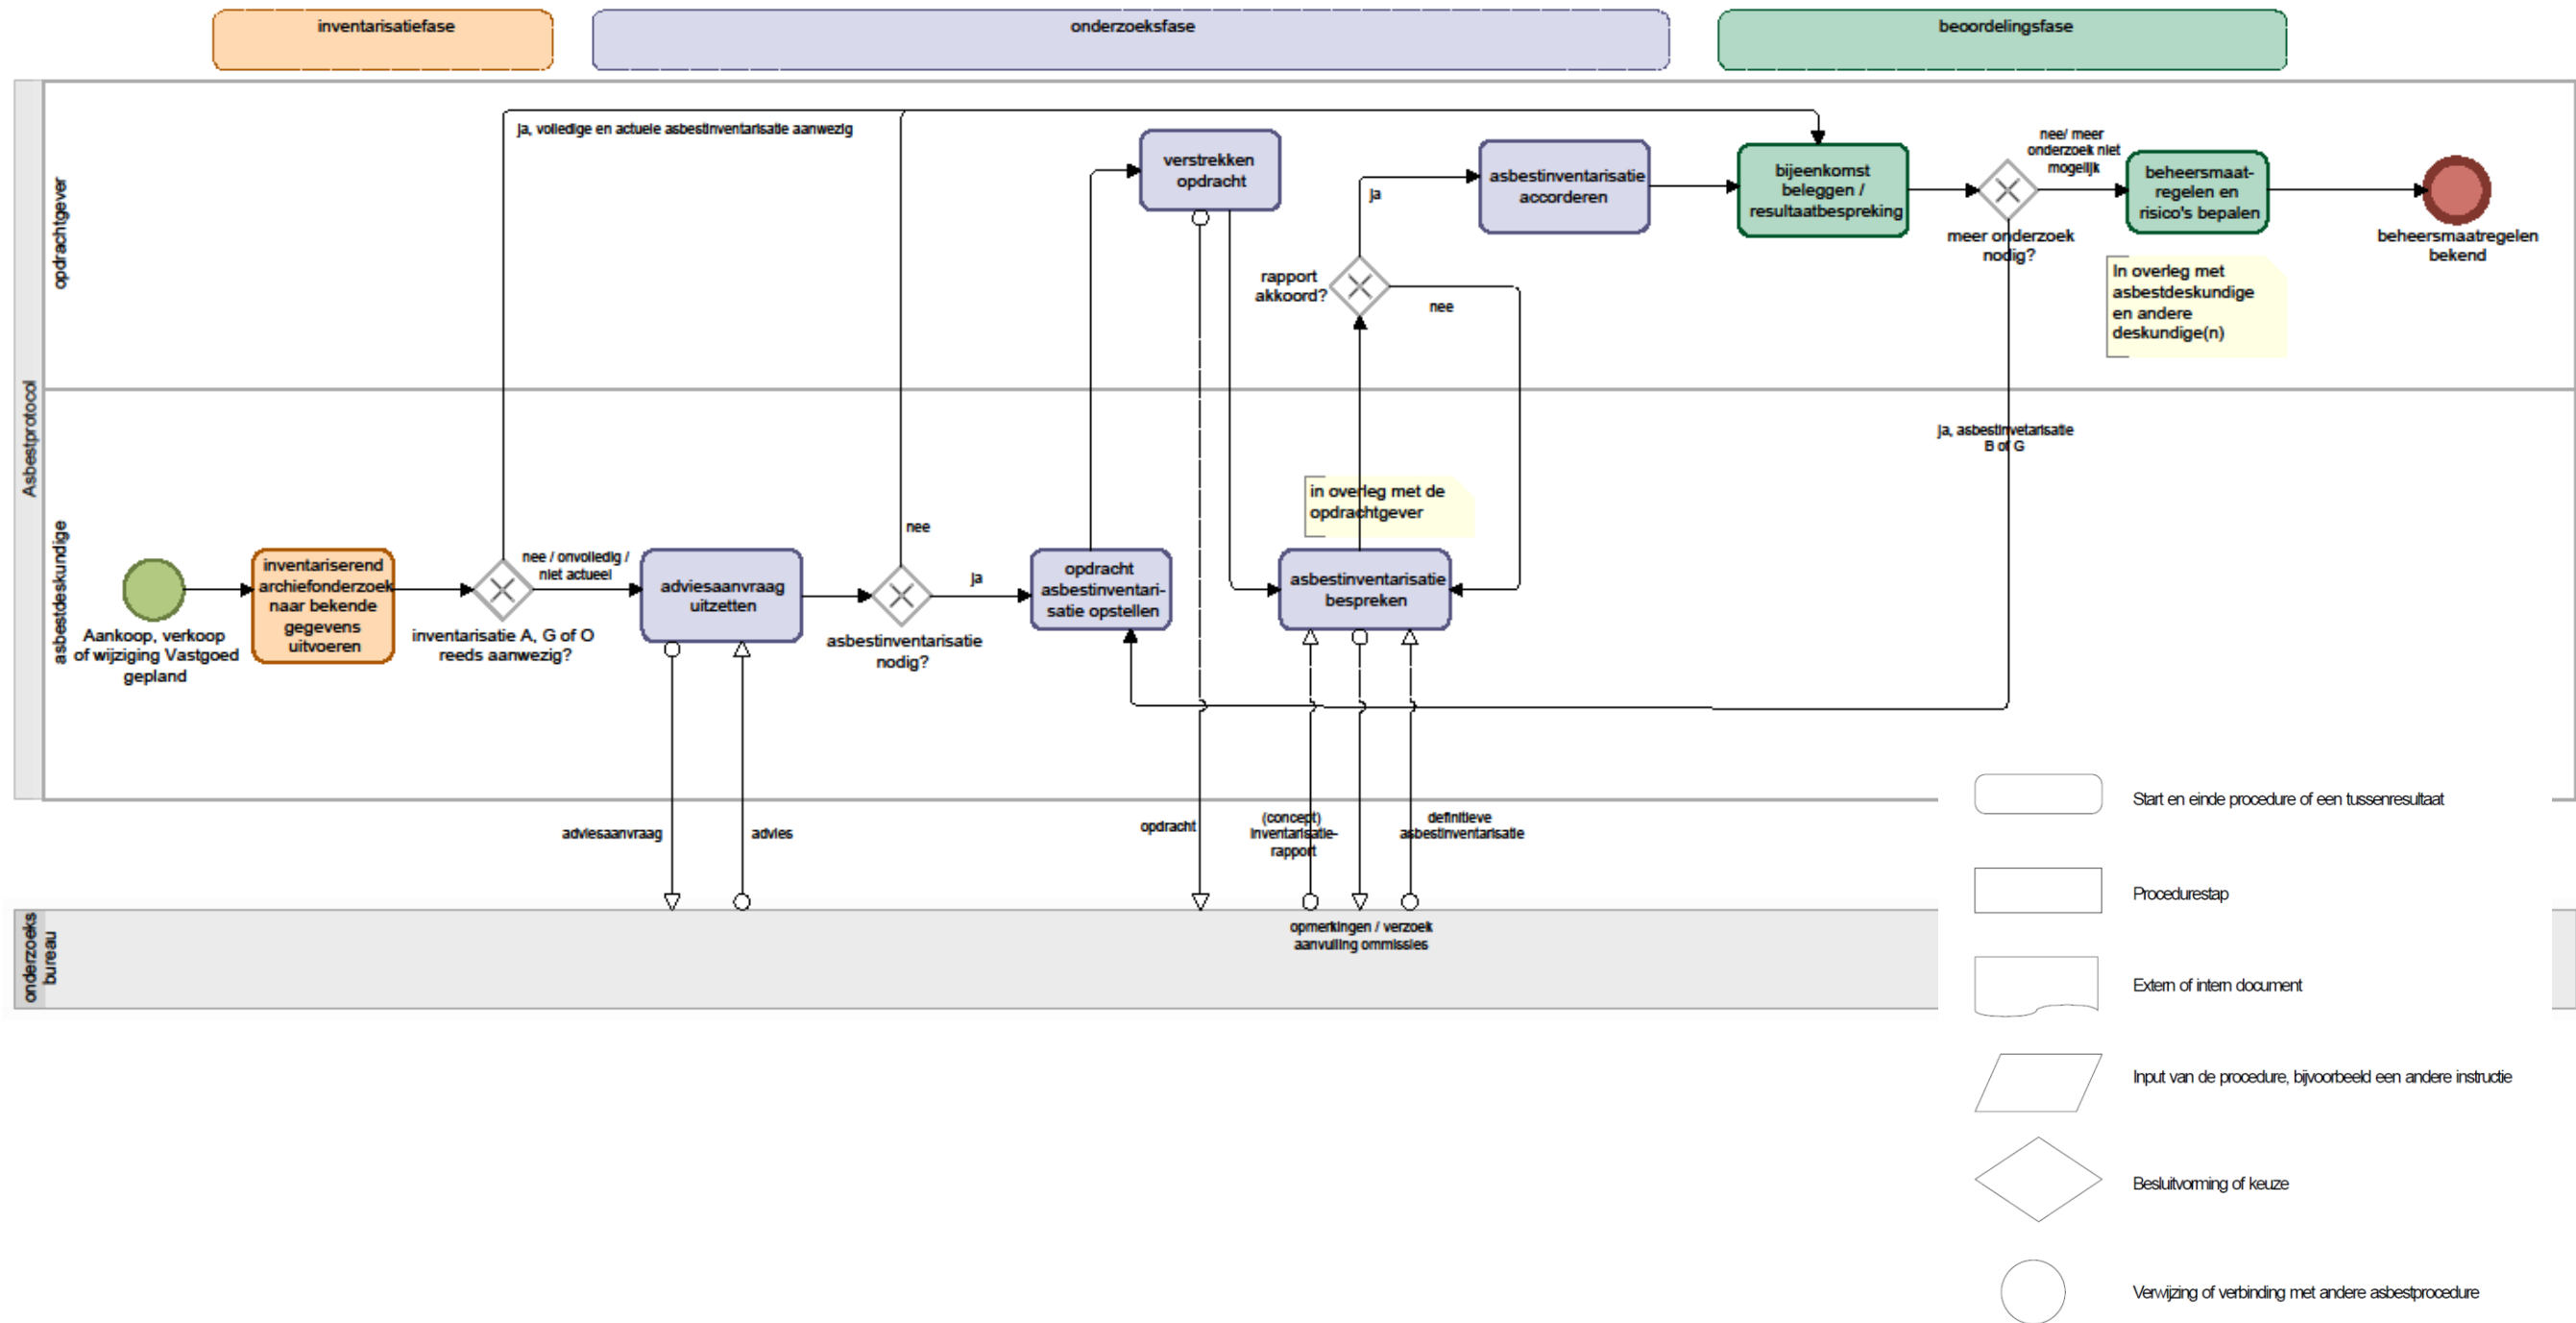 inventarisatiefase
onderzoeksfase
beoordelingsfase
Asbestprotocol
opdrachtgever
ja, volledige en actuele asbestinventarisatie aanwezig
verstrekken
opdracht
rapport
akkoord?
ja
nee
asbestinventarisatie
accorderen
bijeenkomst
beleggen /
resultaatbespreking
meer onderzoek
nodig?
nee/ meer
onderzoek niet
mogelijk
beheersmaat-
regelen en
risico's bepalen
In overleg met
asbestdeskundige
en andere
deskundige(n)
beheersmaatregelen
bekend
asbestdeskundige
Aankoop, verkoop
of wijziging Vastgoed
gepland
inventariserend
archiefonderzoek
naar bekende
gegevens
uitvoeren
inventarisatie A, G of O
reeds aanwezig?
nee / onvolledig /
niet actueel
adviesaanvraag
uitzetten
asbestinventarisatie
nodig?
nee
ja
opdracht
asbestinventari-
satie opstellen
in overleg met de
opdrachtgever
asbestinventarisatie
bespreken
ja, asbestinvetarisatie
B of G
adviesaanvraag
advies
opdracht
(concept)
inventarisatie-
rapport
definitieve
asbestinventarisatie
onderzoeks
bureau
opmerkingen / verzoek
aanvulling ommissies
Start en einde procedure of een tussenresultaat
Procedurestap
Extern of intern document
Input van de procedure, bijvoorbeeld een andere instructie
Besluitvorming of keuze
Verwijzing of verbinding met andere asbestprocedure